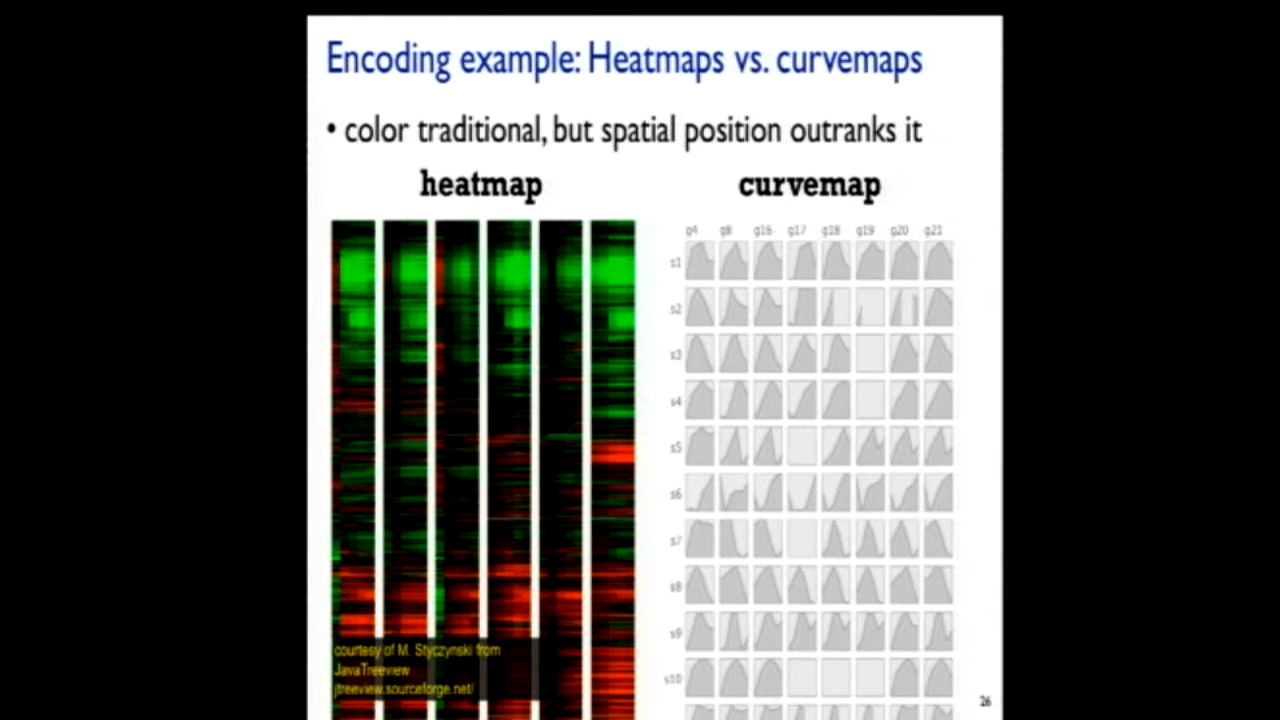 Encoding example: Heatmaps vs. curvemaps
• color traditional, but spatial position outranks it
heatmap
curvemap
g4 g8 g16 g17 g18 g19 g20 g21
s1
s2
s3
s4
s5
s6
s7
s8
s9
s10
courtesy of M. Styczynski from
JavaTreeview
jtreeview.sourceforge.net/
26